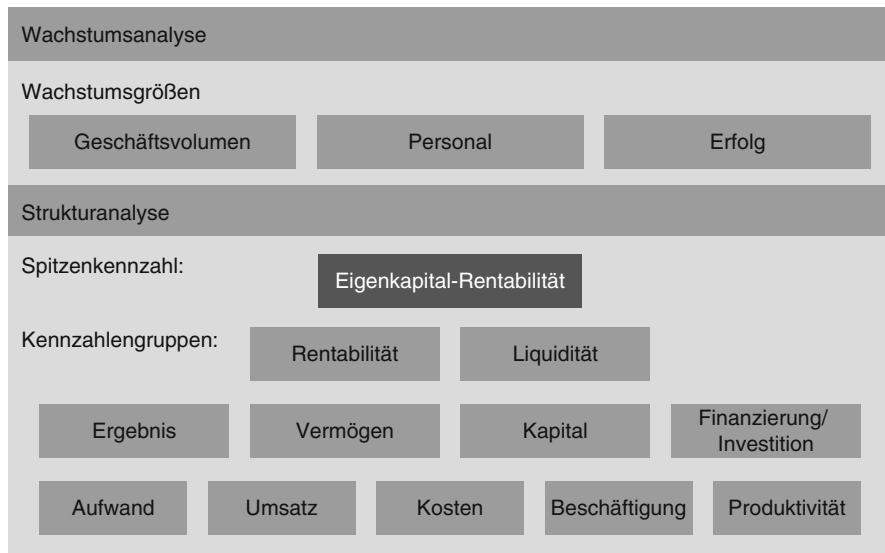 Wachstumsanalyse
Wachstumsgrößen
Geschäftsvolumen Personal Erfolg
Strukturanalyse
Spitzenkennzahl:
Eigenkapital-Rentabilität
Kennzahlengruppen:
Rentabilität Liquidität
Ergebnis Vermögen Kapital Finanzierung/
Investition
Aufwand Umsatz Kosten Beschäftigung Produktivität